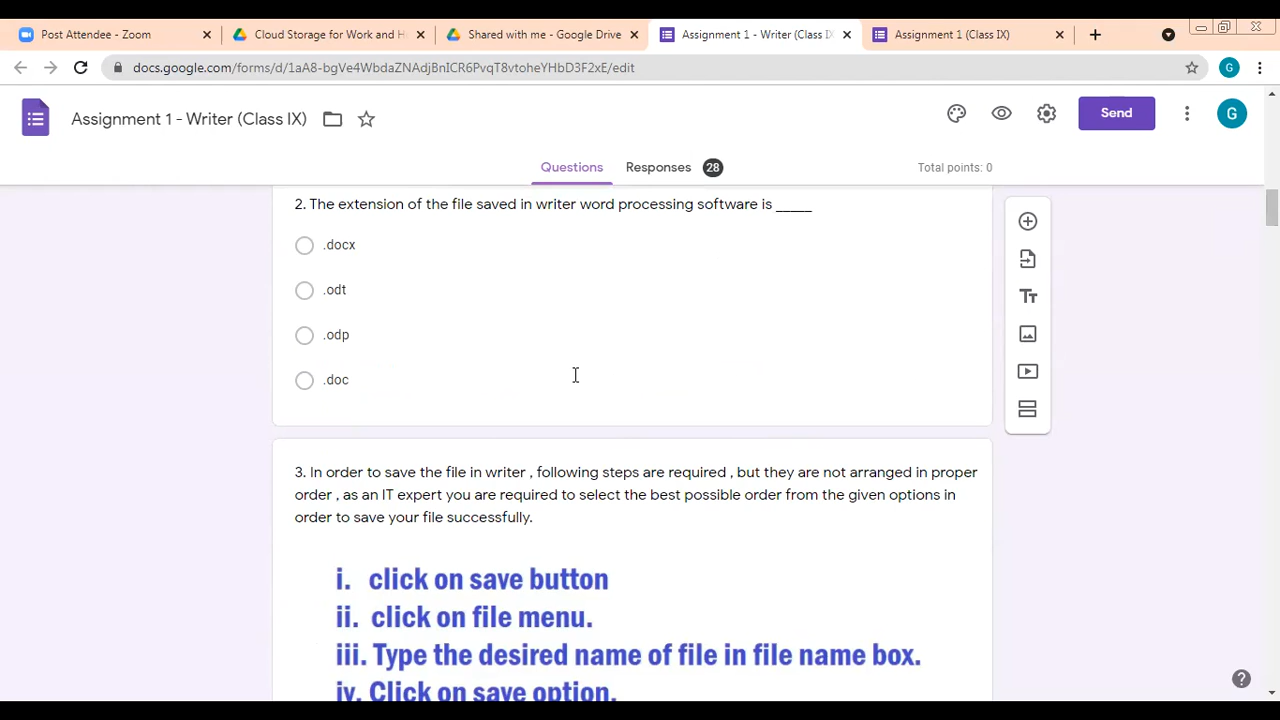 Post Attendee - Zoom
Cloud Storage for Work and H
Shared with me - Google Drive
Assignment 1 - Writer (Class IX
Assignment 1 (Class IX)
docs.google.com/forms/d/1aA8-bgVe4WbdaZNAdjBnICR6PvqT8vtoheYHbD3F2xE/edit
G
Assignment 1 - Writer (Class IX)
Send
G
Questions
Responses 28
Total points: 0
2. The extension of the file saved in writer word processing software is _____
.docx
.odt
.odp
.doc
3. In order to save the file in writer , following steps are required , but they are not arranged in proper
order , as an IT expert you are required to select the best possible order from the given options in
order to save your file successfully.
i. click on save button
ii. click on file menu.
iii. Type the desired name of file in file name box.
iv. Click on save option.